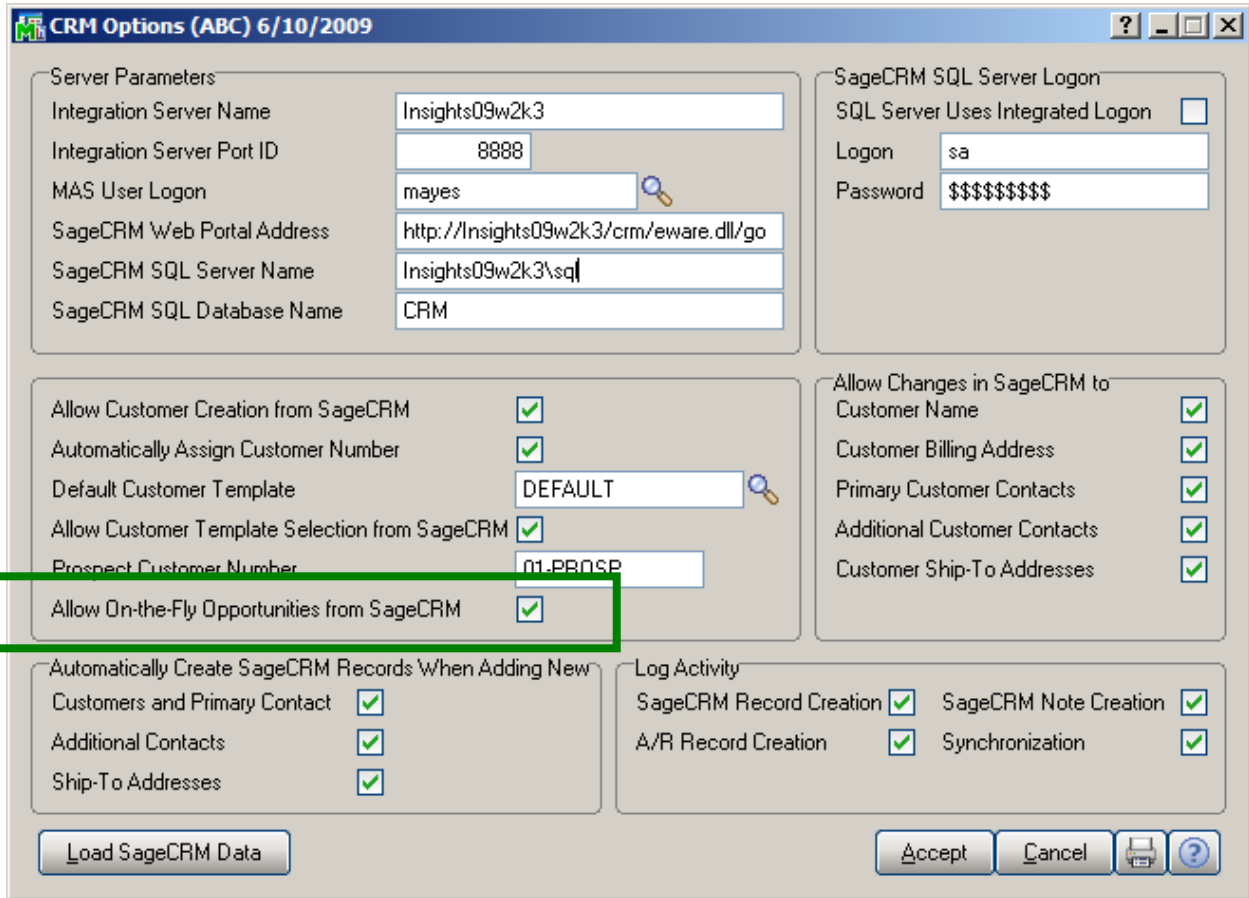 CRM Options (ABC) 6/10/2009
Server Parameters
Integration Server Name Insights09w2k3
Integration Server Port ID 8888
MAS User Logon mayes
SageCRM Web Portal Address http://Insights09w2k3/crm/eware.dll/go
SageCRM SQL Server Name Insights09w2k3\sql
SageCRM SQL Database Name CRM
SageCRM SQL Server Logon
SQL Server Uses Integrated Logon
Logon sa
Password $$$$$$$$$
Allow Customer Creation from SageCRM
Automatically Assign Customer Number
Default Customer Template DEFAULT
Allow Customer Template Selection from SageCRM
Prospect Customer Number 01-PROSP
Allow On-the-Fly Opportunities from SageCRM
Allow Changes in SageCRM to
Customer Name
Customer Billing Address
Primary Customer Contacts
Additional Customer Contacts
Customer Ship-To Addresses
Automatically Create SageCRM Records When Adding New
Customers and Primary Contact
Additional Contacts
Ship-To Addresses
Log Activity
SageCRM Record Creation SageCRM Note Creation
A/R Record Creation Synchronization
Load SageCRM Data Accept Cancel